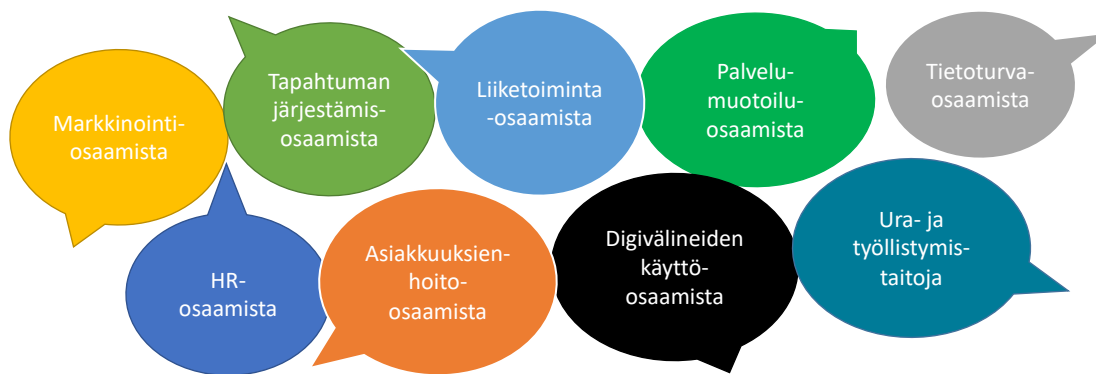 Markkinointi-
osaamista
Tapahtuman
järjestämis-
osaamista
Liiketoiminta
-osaamista
Palvelu-
muotoilu-
osaamista
Tietoturva-
osaamista
HR-
osaamista
Asiakkuuksien-
hoito-
osaamista
Digivälineiden
käyttö-
osaamista
Ura- ja
työllistymis-
taitoja